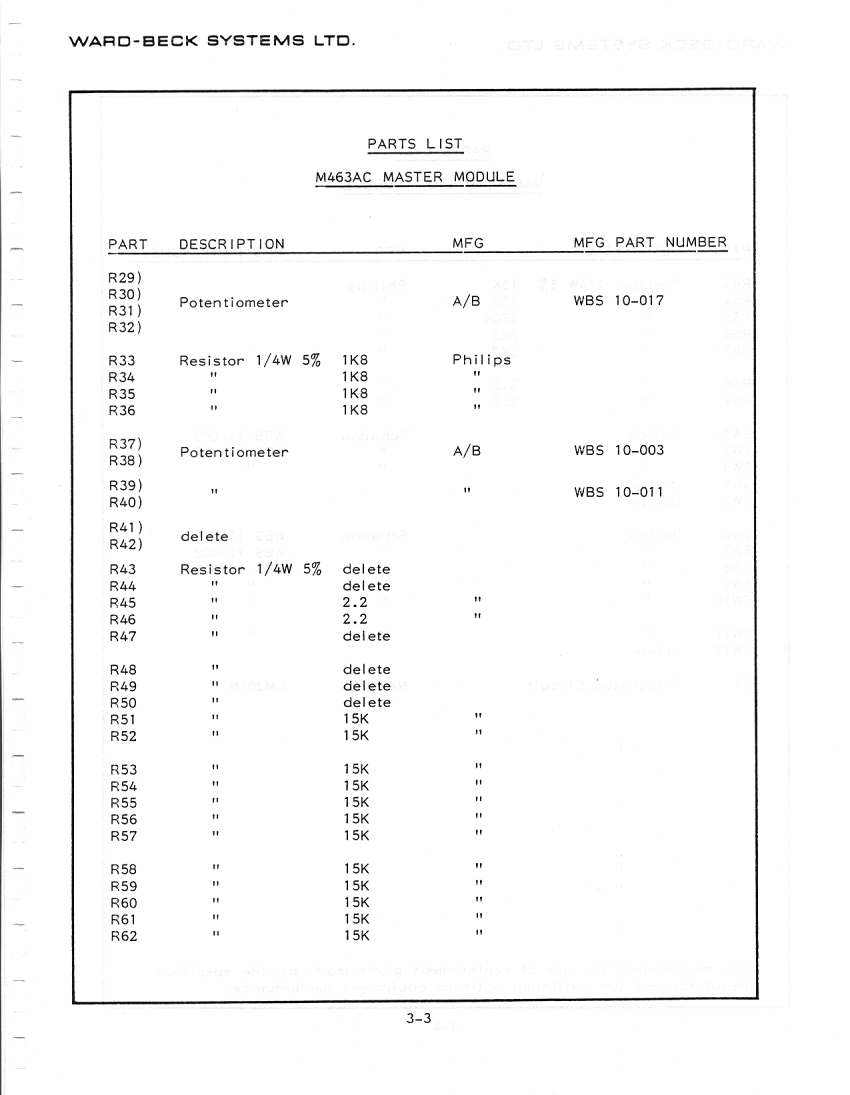 WARD-BECK SYSTEMS LTD.
PARTS LIST
M463AC MASTER MODULE
PART DESCRIPTION MFG MFG PART NUMBER
R29)
R30)
R31)
R32)
Potentiometer A/B WBS 10-017
R33 Resistor 1/4W 5% 1K8 Philips
R34 " 1K8 "
R35 " 1K8 "
R36 " 1K8 "
R37)
R38)
Potentiometer A/B WBS 10-003
R39)
R40)
" " WBS 10-011
R41)
R42)
delete
R43 Resistor 1/4W 5% delete
R44 " delete
R45 " 2.2 "
R46 " 2.2 "
R47 " delete
R48 " delete
R49 " delete
R50 " delete
R51 " 15K "
R52 " 15K "
R53 " 15K "
R54 " 15K "
R55 " 15K "
R56 " 15K "
R57 " 15K "
R58 " 15K "
R59 " 15K "
R60 " 15K "
R61 " 15K "
R62 " 15K "
3-3